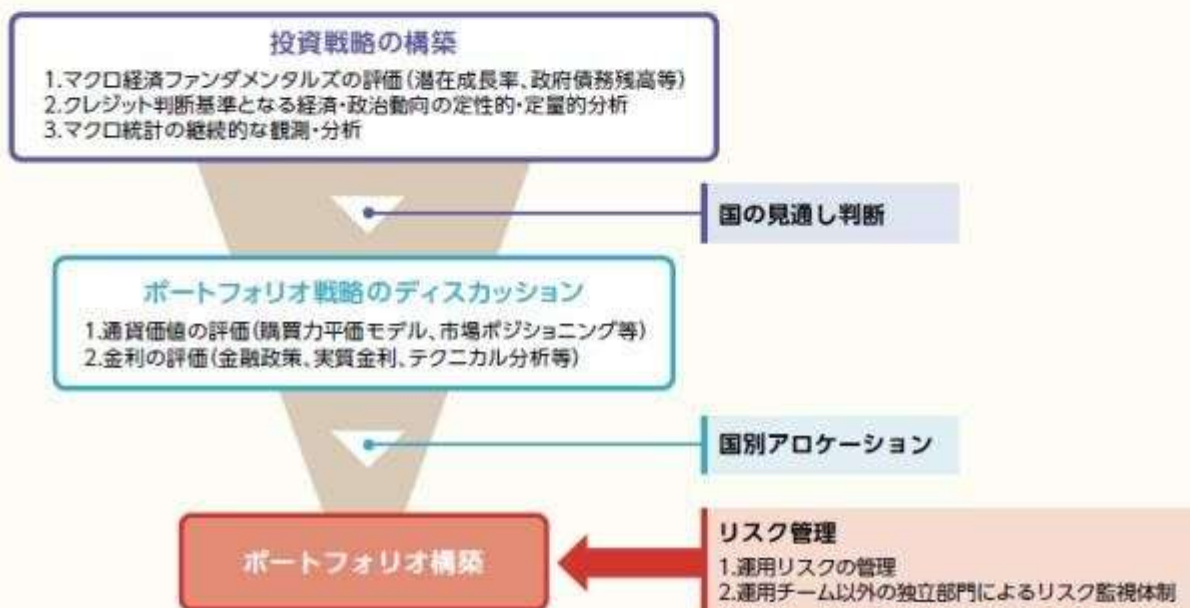 投資戦略の構築
1.マクロ経済ファンダメンタルズの評価(潜在成長率、政府債務残高等)
2.クレジット判断基準となる経済・政治動向の定性的・定量的分析
3.マクロ統計の継続的な観測・分析
国の見通し判断
ポートフォリオ戦略のディスカッション
1.通貨価値の評価(購買力平価モデル、市場ポジショニング等)
2.金利の評価(金融政策、実質金利、テクニカル分析等)
国別アロケーション
ポートフォリオ構築
リスク管理
1.運用リスクの管理
2.運用チーム以外の独立部門によるリスク監視体制